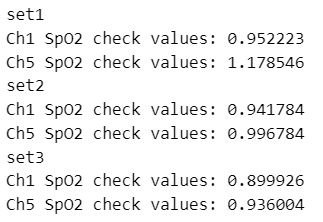 set1
Ch1 SpO2 check values: 0.952223
Ch5 SpO2 check values: 1.178546
set2
Ch1 SpO2 check values: 0.941784
Ch5 SpO2 check values: 0.996784
set3
Ch1 SpO2 check values: 0.899926
Ch5 SpO2 check values: 0.936004